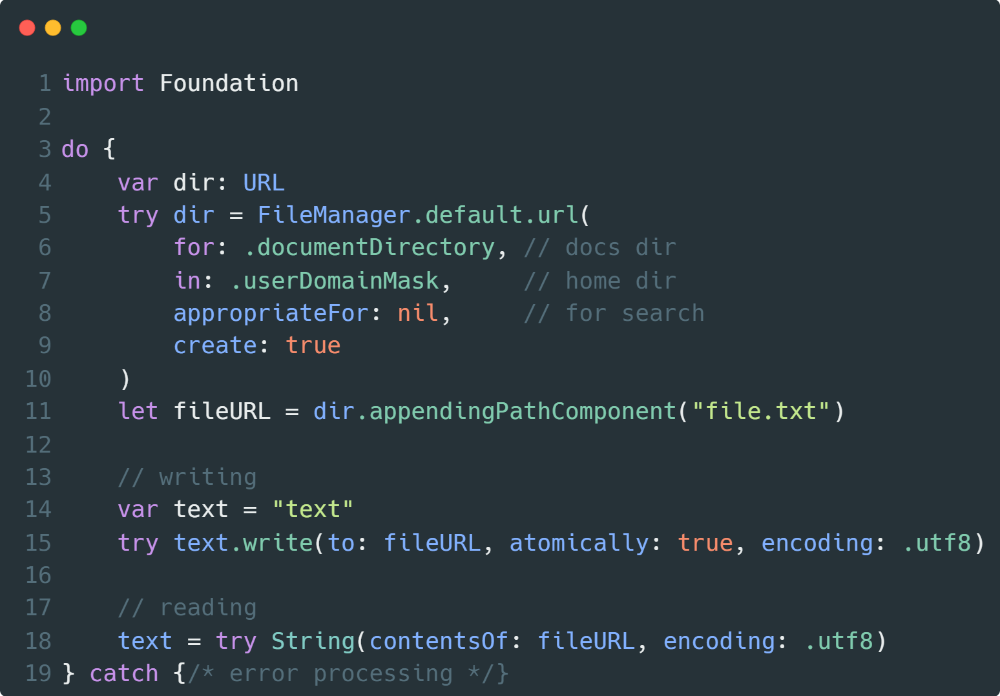 1 import Foundation
2
3 do {
4     var dir: URL
5     try dir = FileManager.default.url(
6         for: .documentDirectory, // docs dir
7         in: .userDomainMask,     // home dir
8         appropriateFor: nil,     // for search
9         create: true
10     )
11     let fileURL = dir.appendingPathComponent("file.txt")
12
13     // writing
14     var text = "text"
15     try text.write(to: fileURL, atomically: true, encoding: .utf8)
16
17     // reading
18     text = try String(contentsOf: fileURL, encoding: .utf8)
19 } catch {/* error processing */}